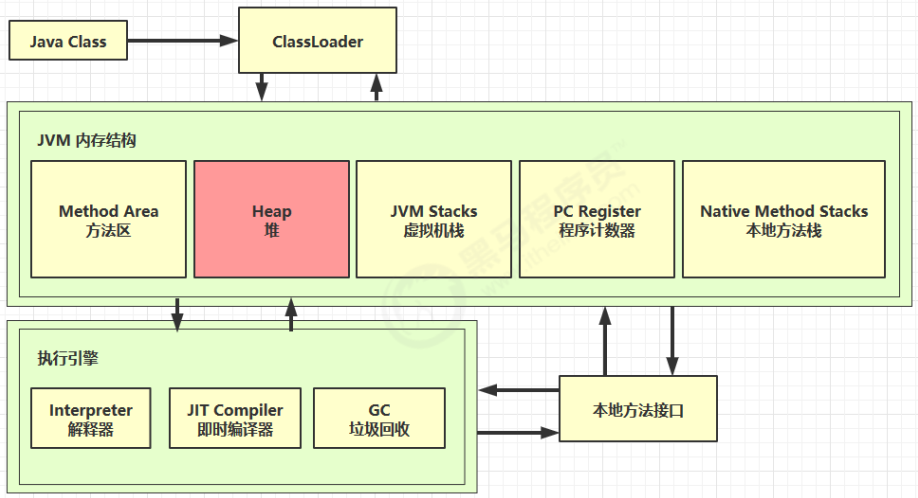 Java Class
ClassLoader
JVM 内存结构
Method Area
方法区
Heap
堆
JVM Stacks
虚拟机栈
PC Register
程序计数器
Native Method Stacks
本地方法栈
黑马程序员™
执行引擎
Interpreter
解释器
JIT Compiler
即时编译器
GC
垃圾回收
本地方法接口